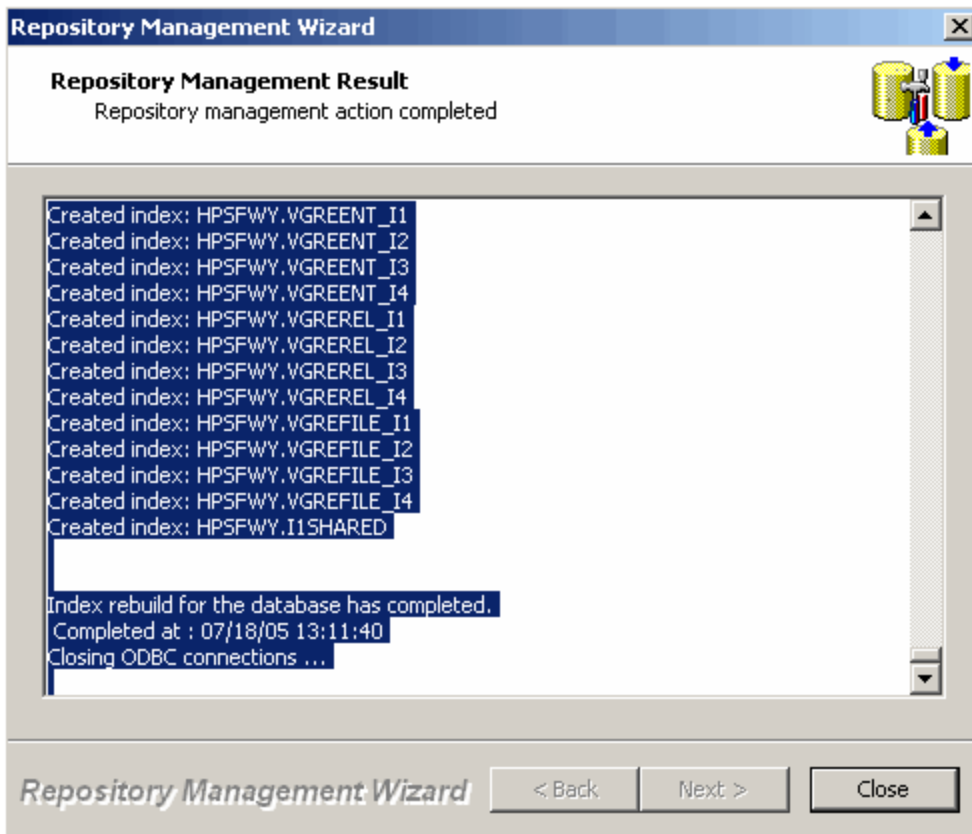 Repository Management Wizard
Repository Management Result
Repository management action completed
Created index: HPSFWY.VGREENT_I1
Created index: HPSFWY.VGREENT_I2
Created index: HPSFWY.VGREENT_I3
Created index: HPSFWY.VGREENT_I4
Created index: HPSFWY.VGREREL_I1
Created index: HPSFWY.VGREREL_I2
Created index: HPSFWY.VGREREL_I3
Created index: HPSFWY.VGREREL_I4
Created index: HPSFWY.VGREFILE_I1
Created index: HPSFWY.VGREFILE_I2
Created index: HPSFWY.VGREFILE_I3
Created index: HPSFWY.VGREFILE_I4
Created index: HPSFWY.I1SHARED
Index rebuild for the database has completed.
Completed at : 07/18/05 13:11:40
Closing ODBC connections ...
Repository Management Wizard < Back Next > Close